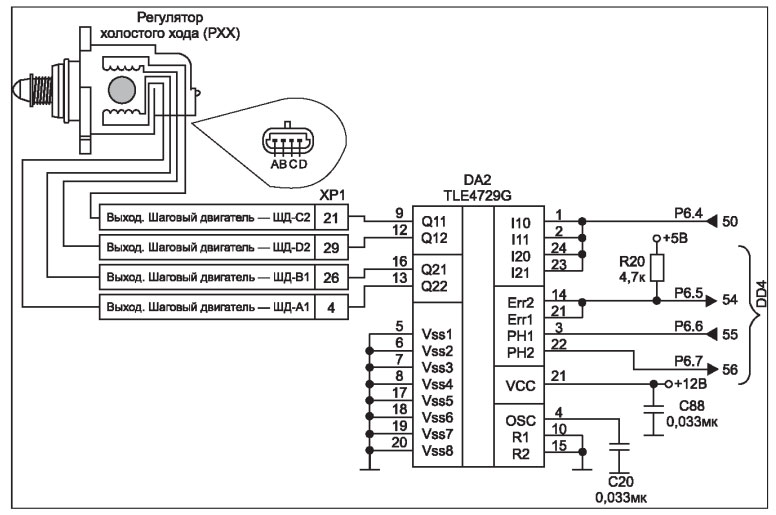 Регулятор
холостого хода (РХХ)
ABCD
DA2
TLE4729G
XP1
Выход. Шаговый двигатель — ШД-C2 21
Выход. Шаговый двигатель — ШД-D2 29
Выход. Шаговый двигатель — ШД-B1 26
Выход. Шаговый двигатель — ШД-A1 4
9 Q11
12 Q12
16 Q21
13 Q22
5 Vss1
6 Vss2
7 Vss3
8 Vss4
17 Vss5
18 Vss6
19 Vss7
20 Vss8
I10 1 P6.4 50
I11 2
I20 24
I21 23
+5В
R20
4,7к
Err2 14 P6.5 54
Err1 21
PH1 3 P6.6 55
PH2 22 P6.7 56
DD4
VCC 21 +12В
C88
0,033мк
OSC 4
R1 10
R2 15
C20
0,033мк